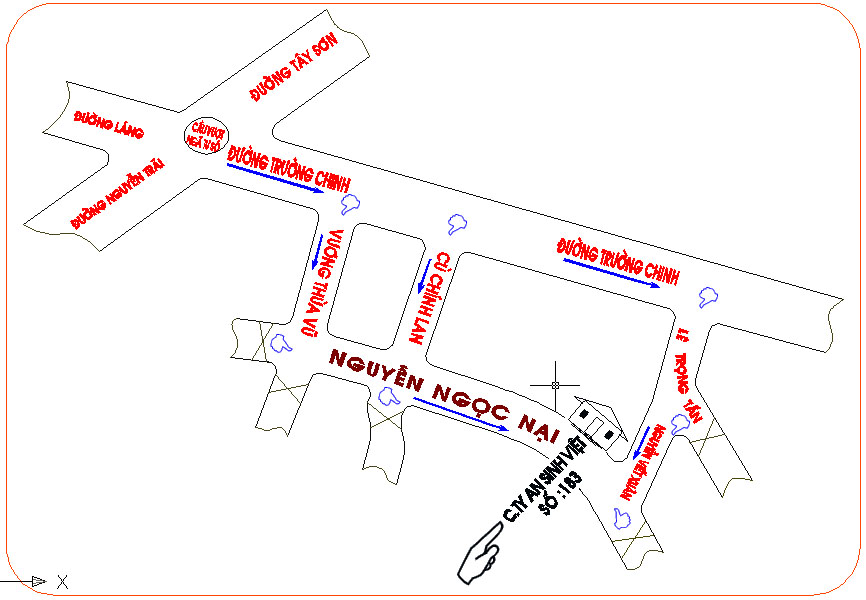 ĐƯỜNG TÂY SƠN
ĐƯỜNG LÁNG
CẦU VƯỢT
NGÃ TƯ SỞ
ĐƯỜNG NGUYỄN TRÃI
ĐƯỜNG TRƯỜNG CHINH
ĐƯỜNG TRƯỜNG CHINH
VƯƠNG THỪA VŨ
CÙ CHÍNH LAN
LÊ TRỌNG TẤN
NGUYỄN NGỌC NẠI
NGUYỄN VIẾT XUÂN
C.TY AN SINH VIỆT
SỐ :183
X